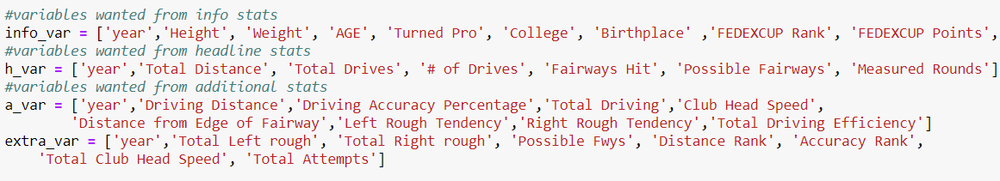 #variables wanted from info stats
info_var = ['year','Height', 'Weight', 'AGE', 'Turned Pro', 'College', 'Birthplace' ,'FEDEXCUP Rank', 'FEDEXCUP Points',
#variables wanted from headline stats
h_var = ['year','Total Distance', 'Total Drives', '# of Drives', 'Fairways Hit', 'Possible Fairways', 'Measured Rounds']
#variables wanted from additional stats
a_var = ['year','Driving Distance','Driving Accuracy Percentage','Total Driving','Club Head Speed',
'Distance from Edge of Fairway','Left Rough Tendency','Right Rough Tendency','Total Driving Efficiency']
extra_var = ['year','Total Left rough', 'Total Right rough', 'Possible Fwys', 'Distance Rank', 'Accuracy Rank',
'Total Club Head Speed', 'Total Attempts']